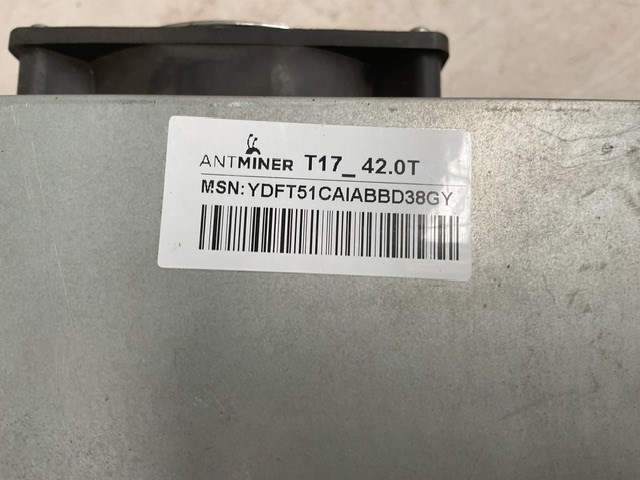 ANTMINER T17_ 42.0T
MSN: YDFT51CAIABBD38GY